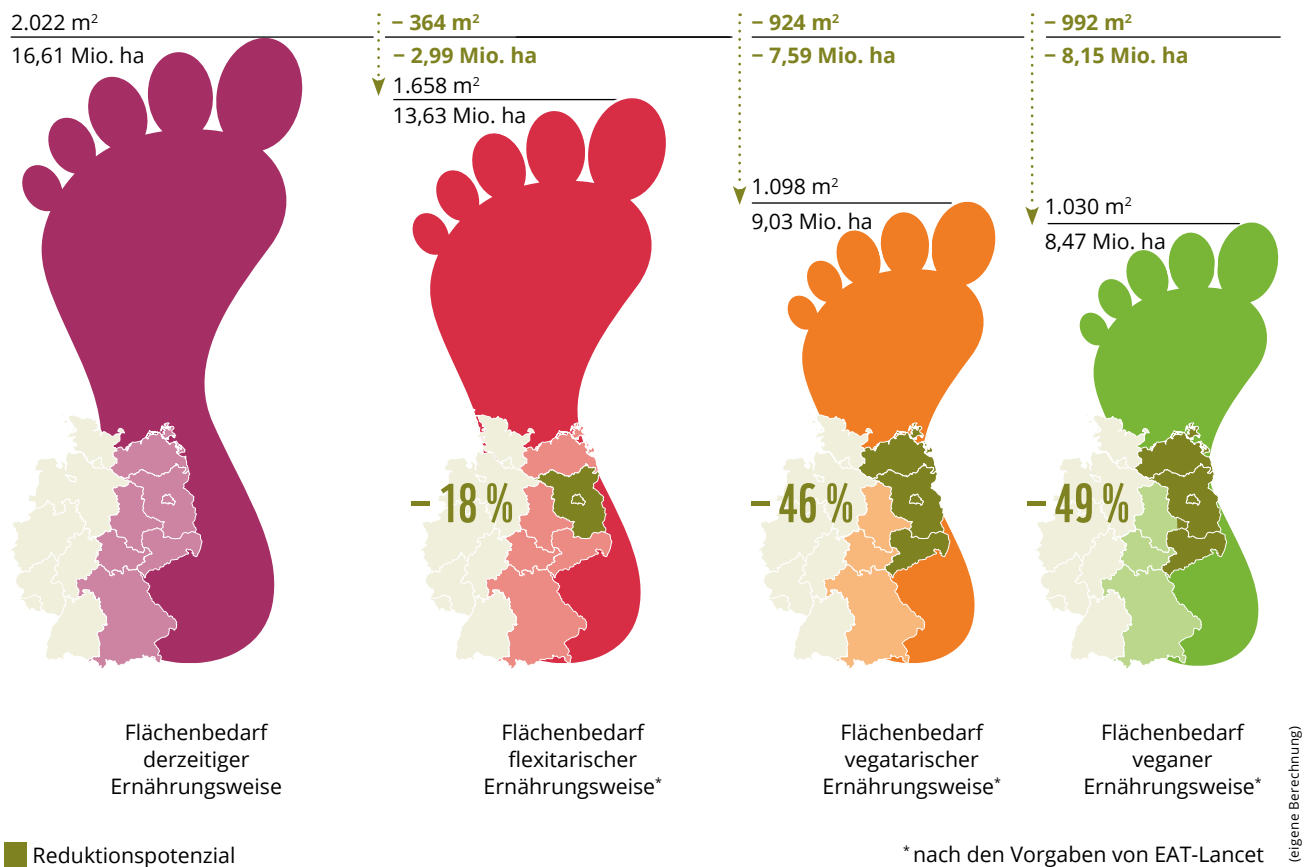 2.022 m²
16,61 Mio. ha
– 364 m²
– 2,99 Mio. ha
1.658 m²
13,63 Mio. ha
– 924 m²
– 7,59 Mio. ha
1.098 m²
9,03 Mio. ha
– 992 m²
– 8,15 Mio. ha
1.030 m²
8,47 Mio. ha
– 18 %
– 46 %
– 49 %
Flächenbedarf
derzeitiger
Ernährungsweise
Flächenbedarf
flexitarischer
Ernährungsweise*
Flächenbedarf
vegatarischer
Ernährungsweise*
Flächenbedarf
veganer
Ernährungsweise*
(eigene Berechnung)
Reduktionspotenzial
* nach den Vorgaben von EAT-Lancet